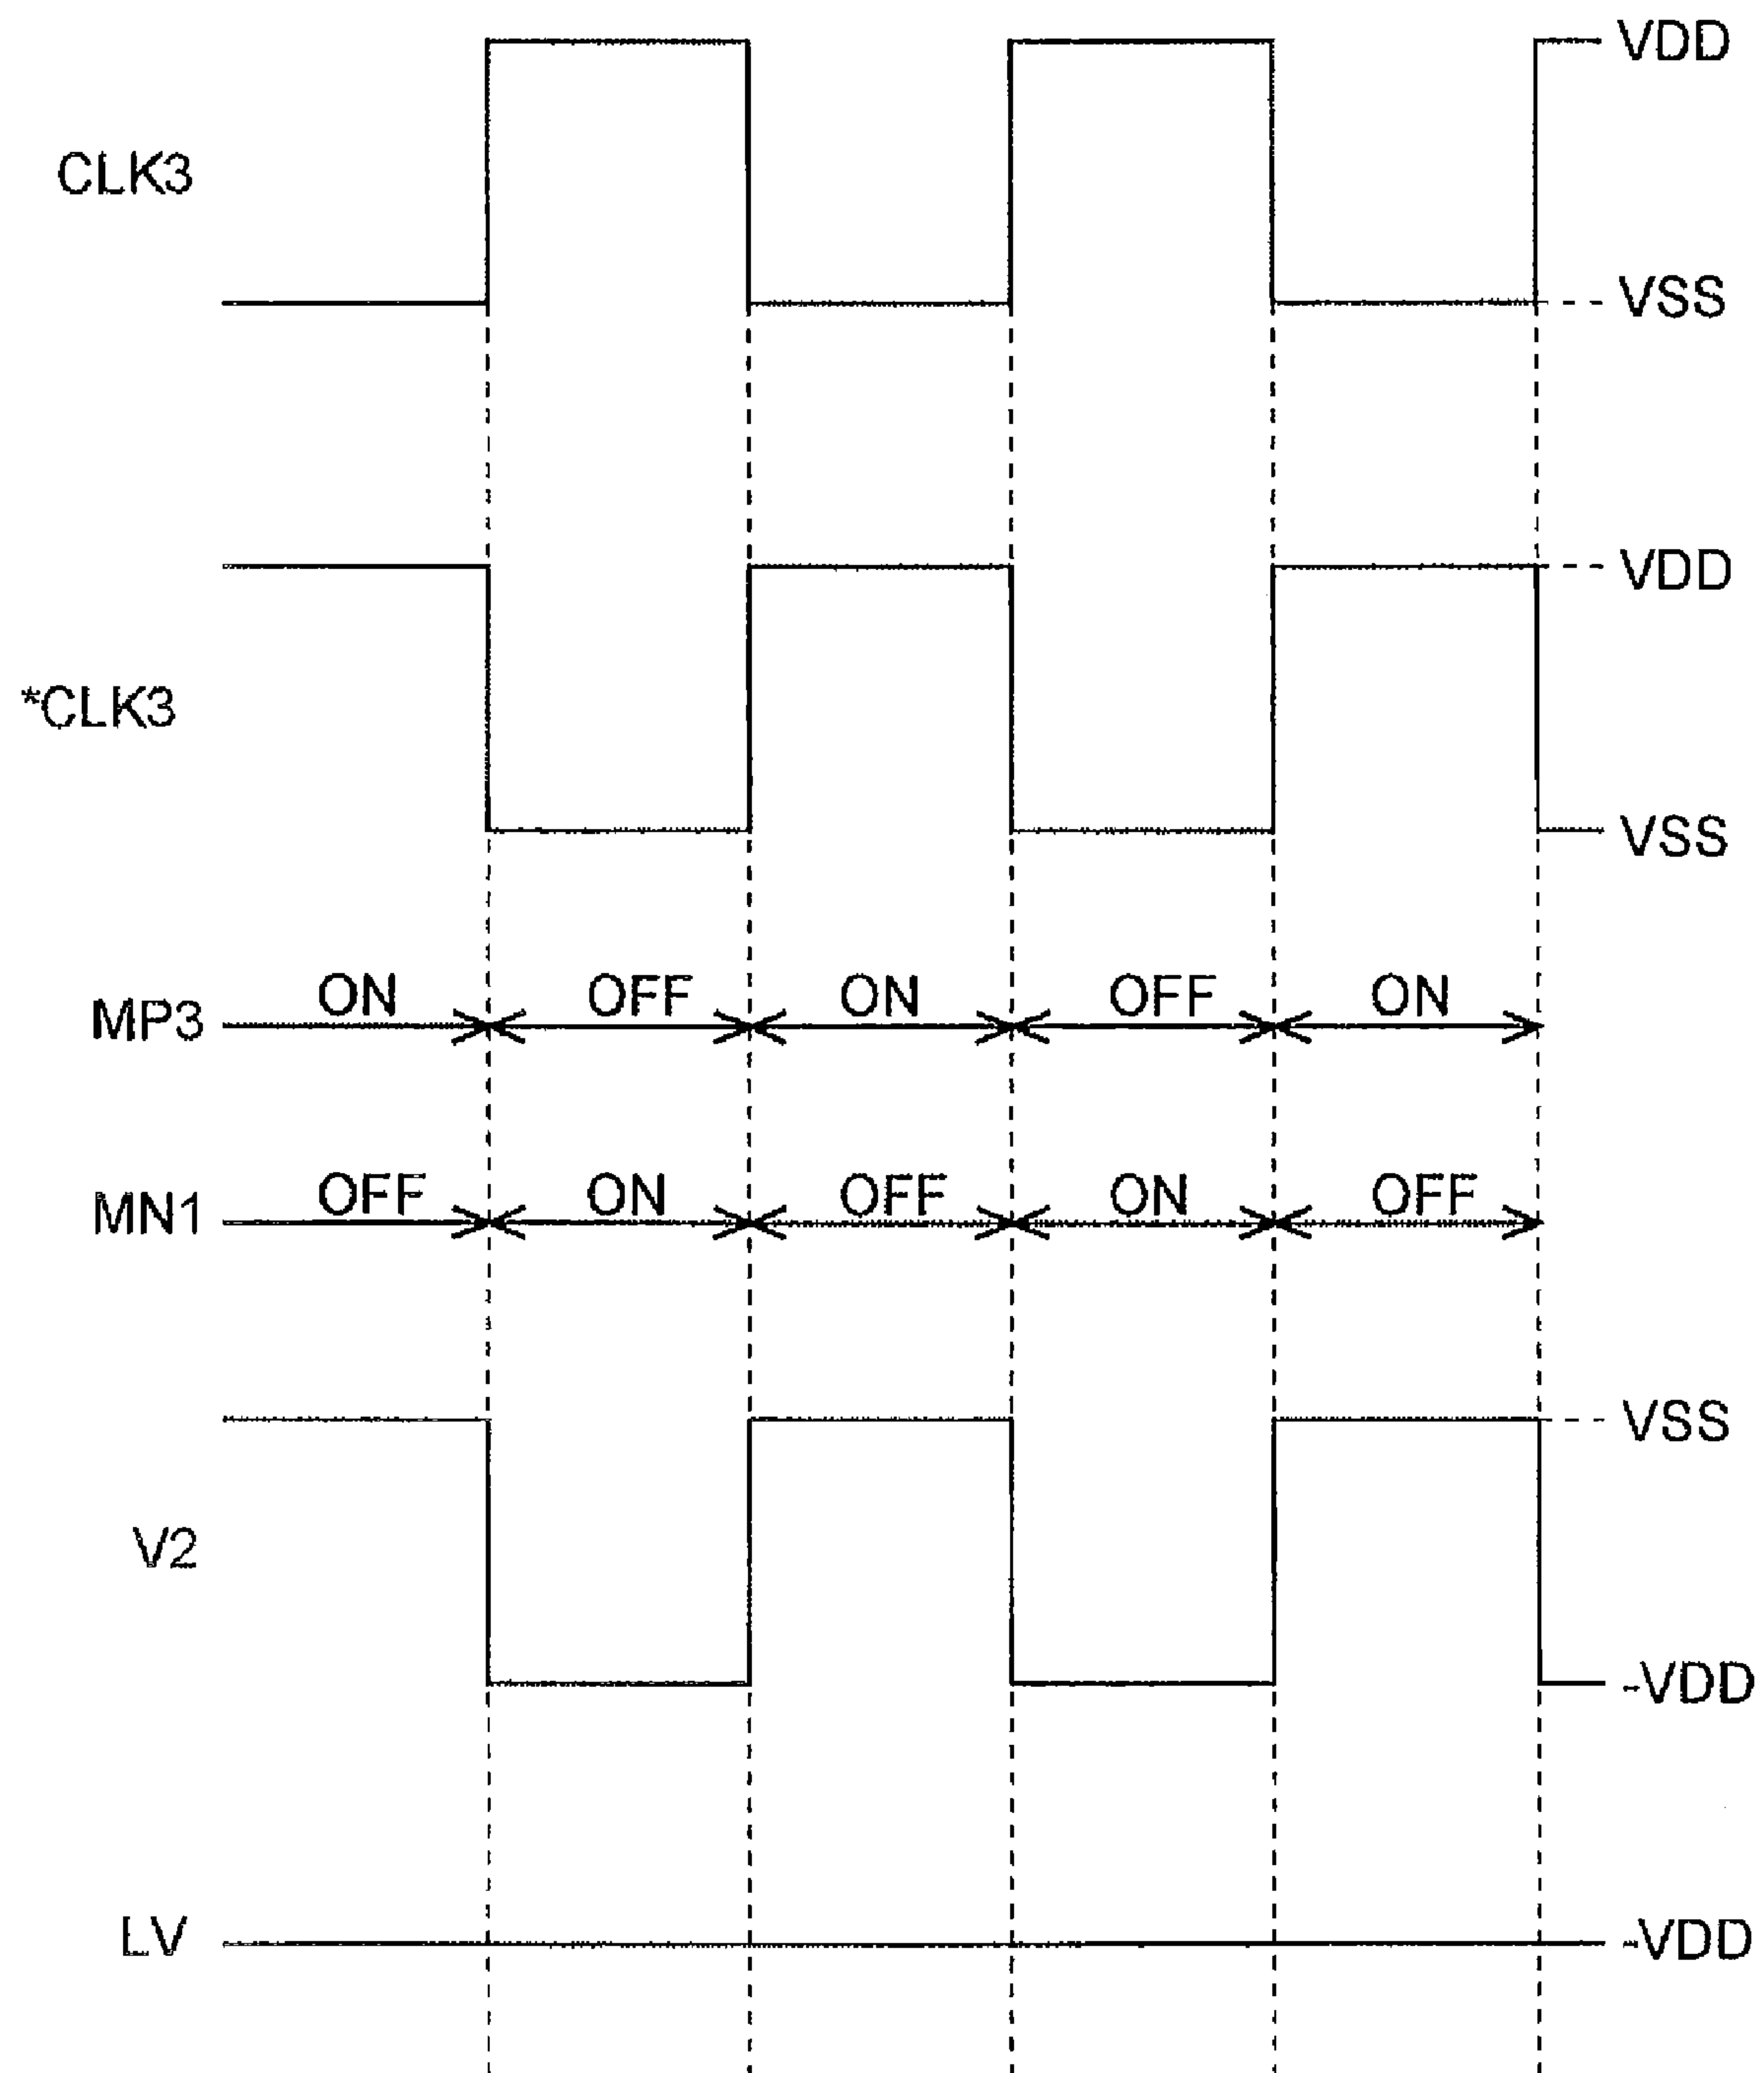 VDD
CLK3
VSS
VDD
*CLK3
VSS
MP3 ON OFF ON OFF ON
MN1 OFF ON OFF ON OFF
VSS
V2
-VDD
LV -VDD